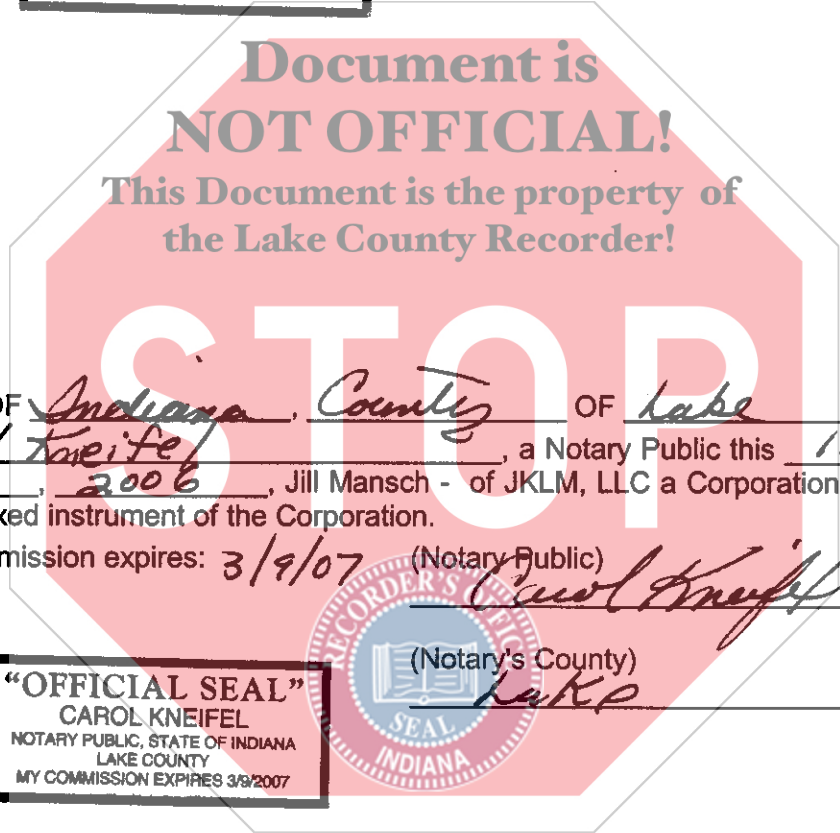 Document is
NOT OFFICIAL!
This Document is the property of
the Lake County Recorder!
STOP
OF Indiana, County OF Lake
Kneifel, a Notary Public this
, 2006, Jill Mansch - of JKLM, LLC a Corporation
xed instrument of the Corporation.
mission expires: 3/9/07 (Notary Public)
Carol Kneifel
(Notary's County)
Lake
"OFFICIAL SEAL"
CAROL KNEIFEL
NOTARY PUBLIC, STATE OF INDIANA
LAKE COUNTY
MY COMMISSION EXPIRES 3/9/2007
RECORDER'S OFFICE
SEAL
INDIANA